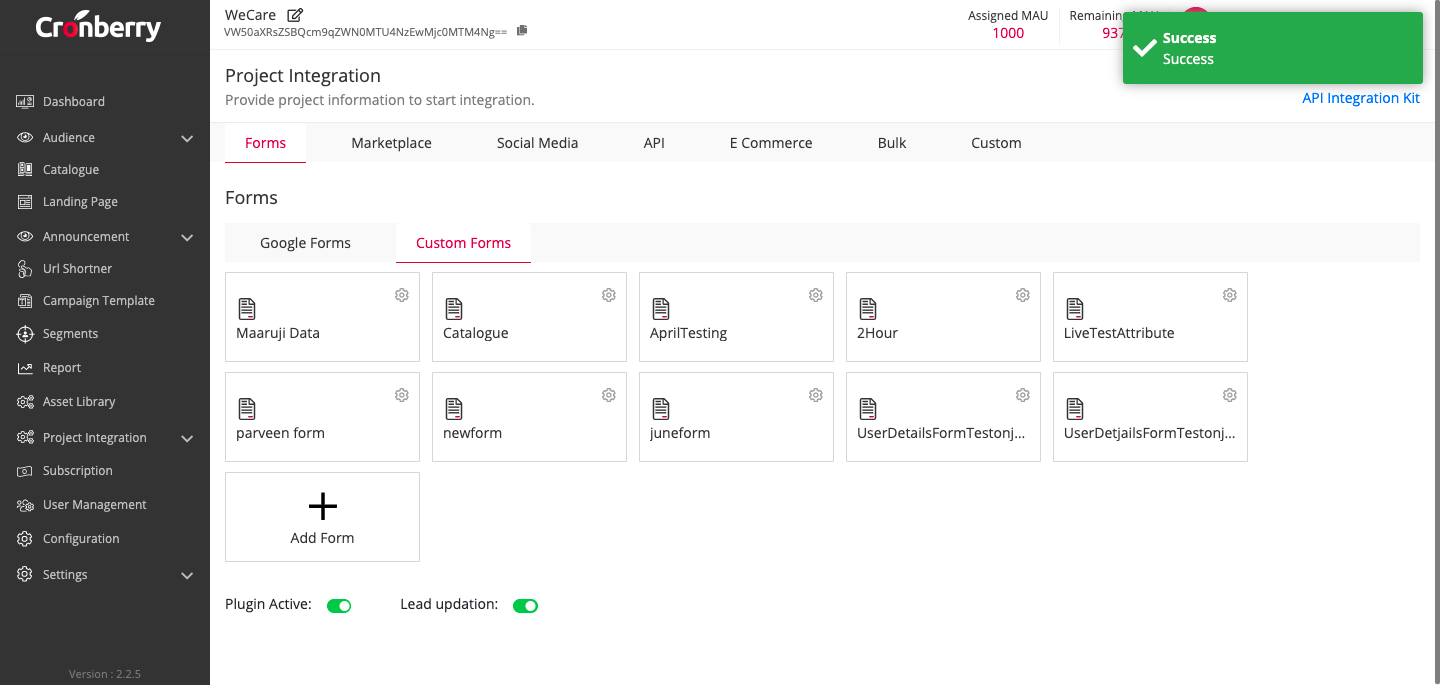 Cronberry
WeCare
VW50aXRsZSBQcm9qZWN0MTU4NzEwMjc0MTM4Ng==
Assigned MAU
1000
Remaining
937
Success
Success
Project Integration
Provide project information to start integration.
API Integration Kit
Dashboard
Audience
Catalogue
Landing Page
Announcement
Url Shortner
Campaign Template
Segments
Report
Asset Library
Project Integration
Subscription
User Management
Configuration
Settings
Version : 2.2.5
Forms Marketplace Social Media API E Commerce Bulk Custom
Forms
Google Forms Custom Forms
Maaruji Data
Catalogue
AprilTesting
2Hour
LiveTestAttribute
parveen form
newform
juneform
UserDetailsFormTestonj...
UserDetjailsFormTestonj...
Add Form
Plugin Active: Lead updation: